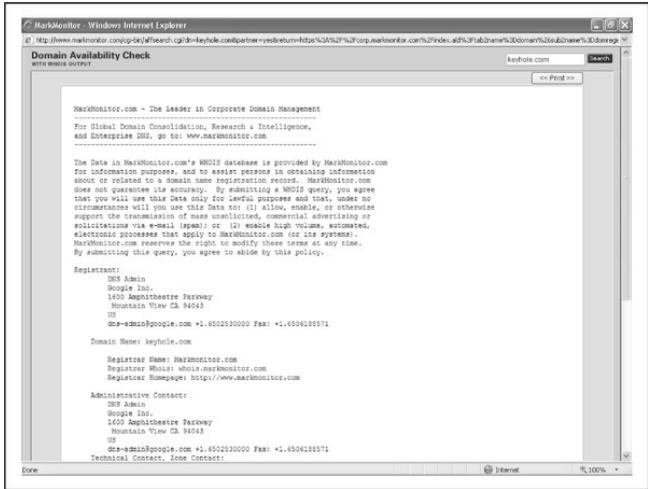 MarkMonitor - Windows Internet Explorer
Domain Availability Check
WITH WHOIS OUTPUT
keyhole.com
Search
<< Print >>
MarkMonitor.com - The Leader in Corporate Domain Management
----------------------------------------------------------
For Global Domain Consolidation, Research & Intelligence,
and Enterprise DNS, go to: www.markmonitor.com
----------------------------------------------------------
The Data in MarkMonitor.com's WHOIS database is provided by MarkMonitor.com
for information purposes, and to assist persons in obtaining information
about or related to a domain name registration record. MarkMonitor.com
does not guarantee its accuracy. By submitting a WHOIS query, you agree
that you will use this Data only for lawful purposes and that, under no
circumstances will you use this Data to: (1) allow, enable, or otherwise
support the transmission of mass unsolicited, commercial advertising or
solicitations via e-mail (spam); or (2) enable high volume, automated,
electronic processes that apply to MarkMonitor.com (or its systems).
MarkMonitor.com reserves the right to modify these terms at any time.
By submitting this query, you agree to abide by this policy.
Registrant:
DNS Admin
Google Inc.
1600 Amphitheatre Parkway
Mountain View CA 94043
US
dns-admin@google.com +1.6502530000 Fax: +1.6506188571
Domain Name: keyhole.com
Registrar Name: Markmonitor.com
Registrar Whois: whois.markmonitor.com
Registrar Homepage: http://www.markmonitor.com
Administrative Contact:
DNS Admin
Google Inc.
1600 Amphitheatre Parkway
Mountain View CA 94043
US
dns-admin@google.com +1.6502530000 Fax: +1.6506188571
Technical Contact, Zone Contact:
Done
Internet
100%